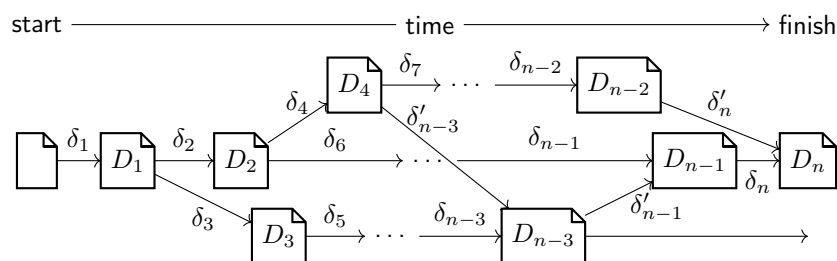 start time finish
D₄ δ₇ ⋯ δₙ₋₂ Dₙ₋₂
δ₄ δ′ₙ₋₃ δ′ₙ
δ₁ D₁ δ₂ D₂ δ₆ ⋯ δₙ₋₁ Dₙ₋₁ δₙ Dₙ
δ₃ D₃ δ₅ ⋯ δₙ₋₃ Dₙ₋₃ δ′ₙ₋₁